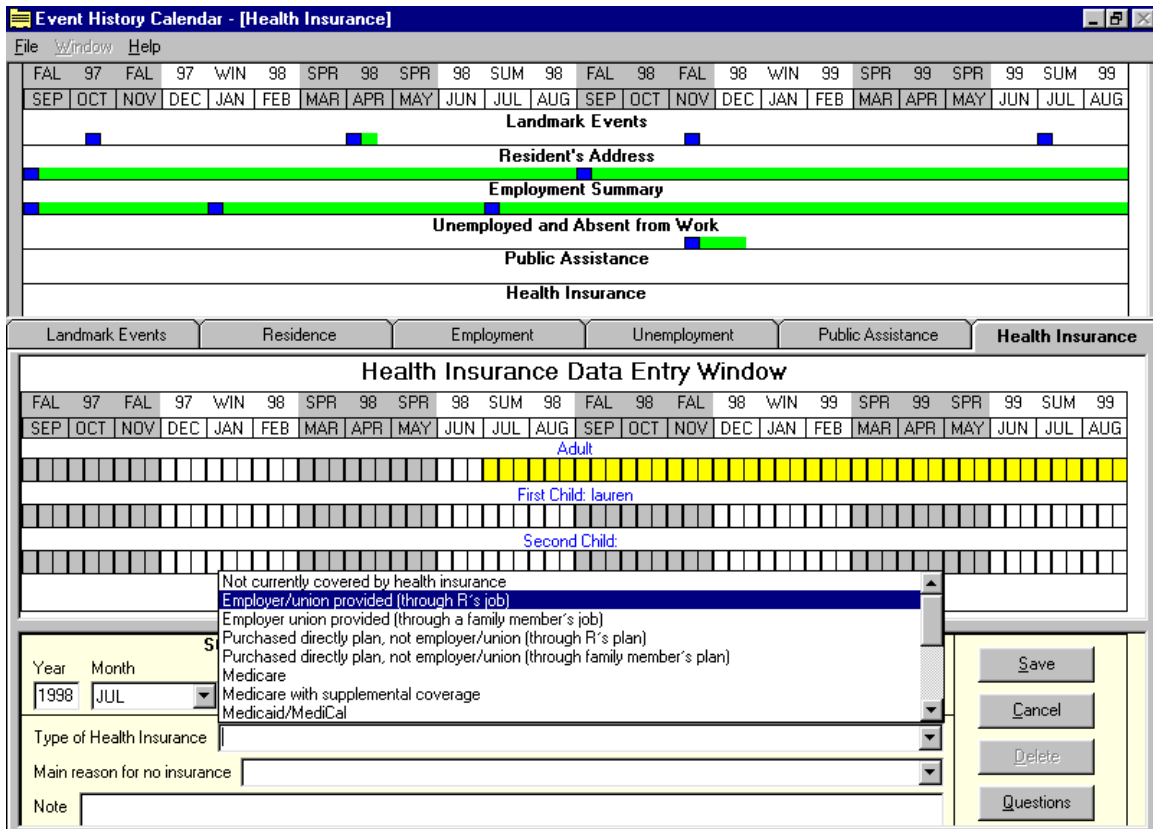 Event History Calendar - [Health Insurance]
File Window Help
FAL 97 FAL 97 WIN 98 SPR 98 SPR 98 SUM 98 FAL 98 FAL 98 WIN 99 SPR 99 SPR 99 SUM 99
SEP OCT NOV DEC JAN FEB MAR APR MAY JUN JUL AUG SEP OCT NOV DEC JAN FEB MAR APR MAY JUN JUL AUG
Landmark Events
Resident's Address
Employment Summary
Unemployed and Absent from Work
Public Assistance
Health Insurance
Landmark Events Residence Employment Unemployment Public Assistance Health Insurance
Health Insurance Data Entry Window
FAL 97 FAL 97 WIN 98 SPR 98 SPR 98 SUM 98 FAL 98 FAL 98 WIN 99 SPR 99 SPR 99 SUM 99
SEP OCT NOV DEC JAN FEB MAR APR MAY JUN JUL AUG SEP OCT NOV DEC JAN FEB MAR APR MAY JUN JUL AUG
Adult
First Child: lauren
Second Child:
Not currently covered by health insurance
Employer/union provided (through R´s job)
Employer union provided (through a family member´s job)
Purchased directly plan, not employer/union (through R´s plan)
Purchased directly plan, not employer/union (through family member´s plan)
Medicare
Medicare with supplemental coverage
Medicaid/MediCal
Year Month
1998 JUL
Type of Health Insurance
Main reason for no insurance
Note
Save
Cancel
Delete
Questions